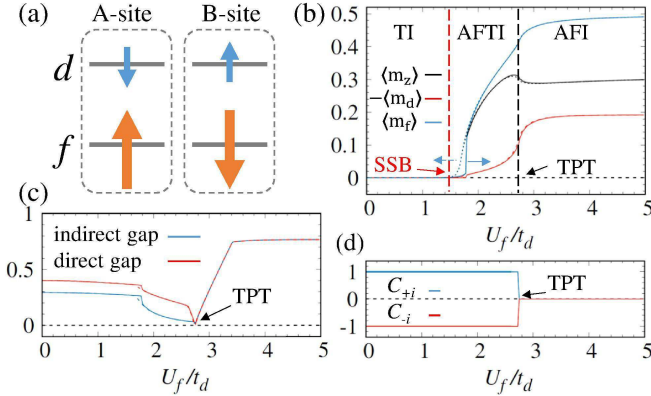 (a)
A-site
B-site
d
f
(b)
0.5
0.4
0.3
0.2
0.1
0
TI
AFTI
AFI
⟨m_z⟩
−⟨m_d⟩
⟨m_f⟩
SSB
TPT
0 1 2 3 4 5
U_f/t_d
(c)
1
0.5
0
indirect gap
direct gap
TPT
0 1 2 3 4 5
U_f/t_d
(d)
1
0
-1
C_{+i}
C_{-i}
TPT
0 1 2 3 4 5
U_f/t_d